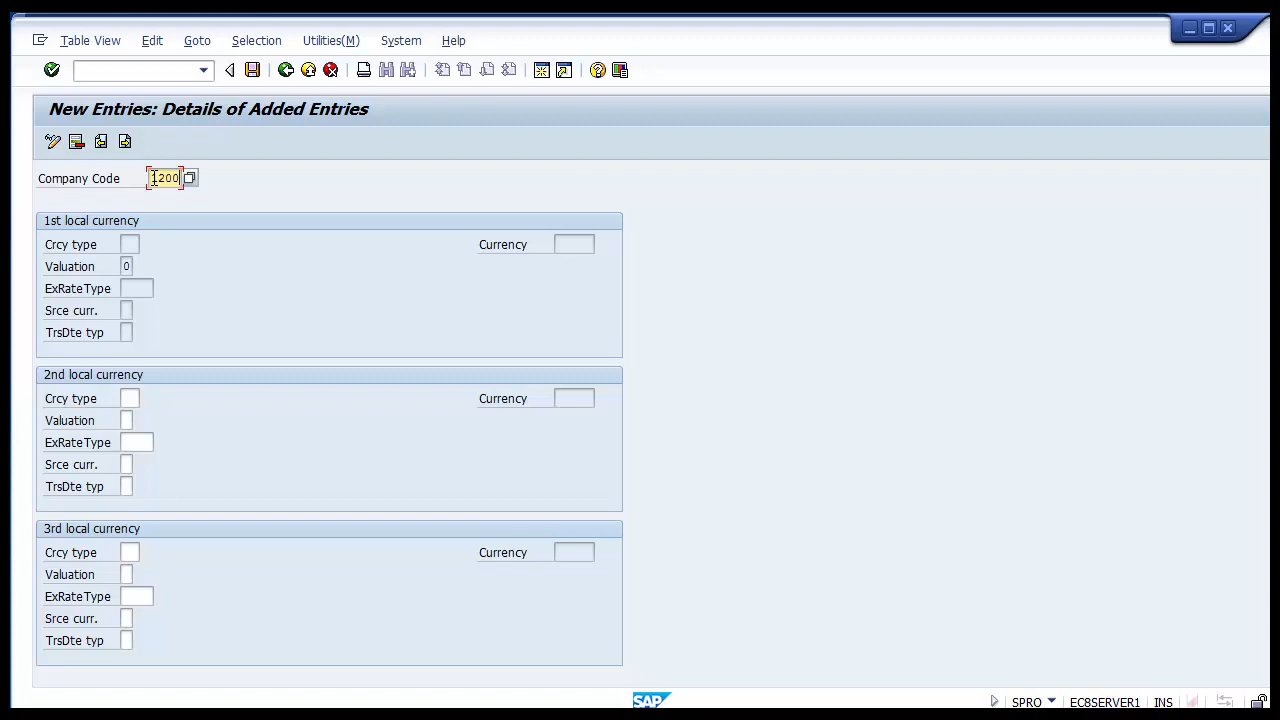 Table View Edit Goto Selection Utilities(M) System Help
New Entries: Details of Added Entries
Company Code 1200
1st local currency
Crcy type Currency
Valuation 0
ExRateType
Srce curr.
TrsDte typ
2nd local currency
Crcy type Currency
Valuation
ExRateType
Srce curr.
TrsDte typ
3rd local currency
Crcy type Currency
Valuation
ExRateType
Srce curr.
TrsDte typ
SAP SPRO EC8SERVER1 INS